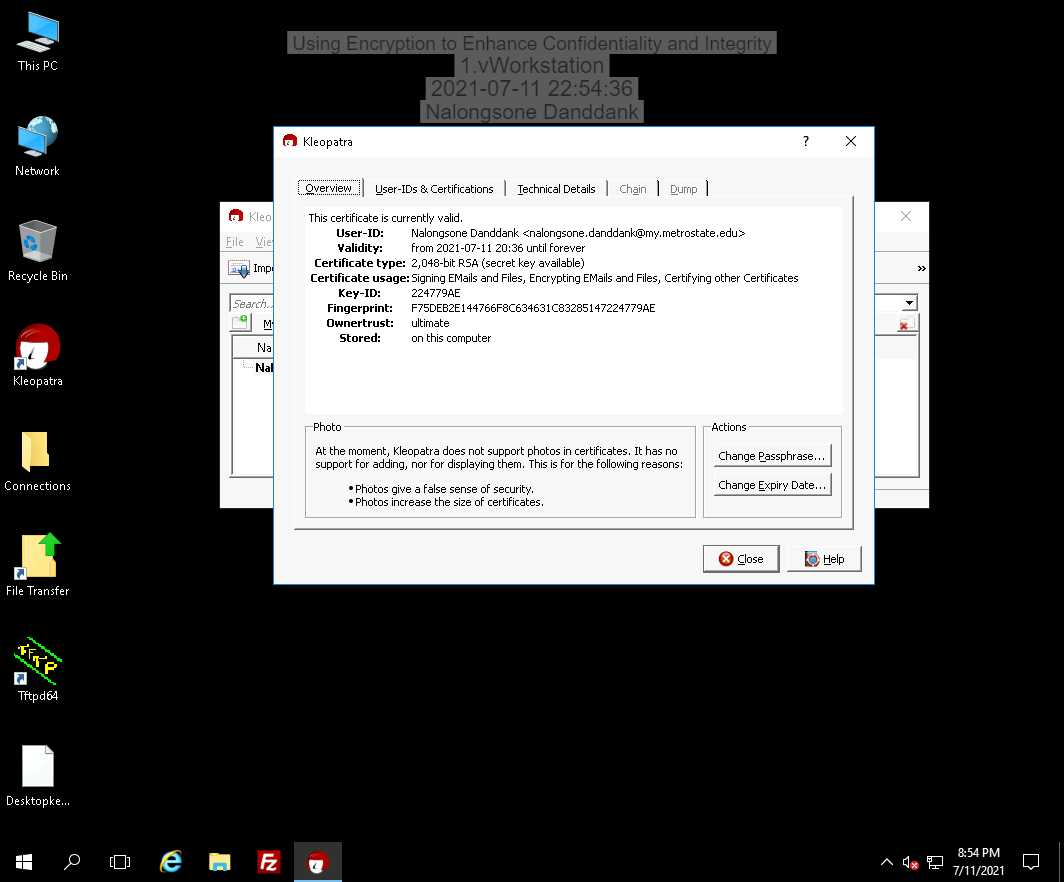 Using Encryption to Enhance Confidentiality and Integrity
1.vWorkstation
2021-07-11 22:54:36
Nalongsone Danddank
This PC
Network
Recycle Bin
Kleopatra
Connections
File Transfer
Tftpd64
Desktopke...
Kleo
File Vie
Impo
»
Search...
My
Na
Nal
Kleopatra
?
Overview
User-IDs & Certifications
Technical Details
Chain
Dump
This certificate is currently valid.
User-ID: Nalongsone Danddank <nalongsone.danddank@my.metrostate.edu>
Validity: from 2021-07-11 20:36 until forever
Certificate type: 2,048-bit RSA (secret key available)
Certificate usage: Signing EMails and Files, Encrypting EMails and Files, Certifying other Certificates
Key-ID: 224779AE
Fingerprint: F75DEB2E144766F8C634631C83285147224779AE
Ownertrust: ultimate
Stored: on this computer
Photo
At the moment, Kleopatra does not support photos in certificates. It has no
support for adding, nor for displaying them. This is for the following reasons:
•Photos give a false sense of security.
•Photos increase the size of certificates.
Actions
Change Passphrase...
Change Expiry Date...
Close
Help
8:54 PM
7/11/2021